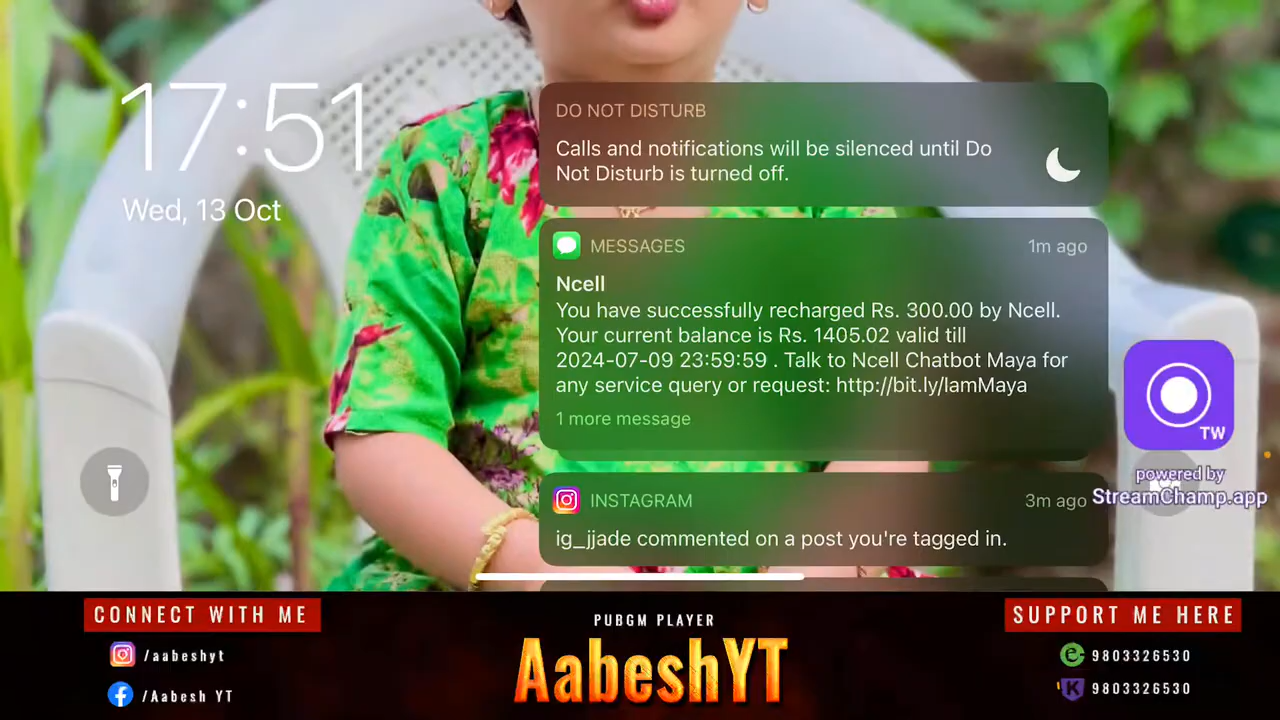 17:51
Wed, 13 Oct
DO NOT DISTURB
Calls and notifications will be silenced until Do
Not Disturb is turned off.
MESSAGES 1m ago
Ncell
You have successfully recharged Rs. 300.00 by Ncell.
Your current balance is Rs. 1405.02 valid till
2024-07-09 23:59:59 . Talk to Ncell Chatbot Maya for
any service query or request: http://bit.ly/IamMaya
1 more message
INSTAGRAM 3m ago
ig_jjade commented on a post you're tagged in.
TW
powered by
StreamChamp.app
CONNECT WITH ME
/aabeshyt
/Aabesh YT
PUBGM PLAYER
AabeshYT
SUPPORT ME HERE
e 9803326530
K 9803326530